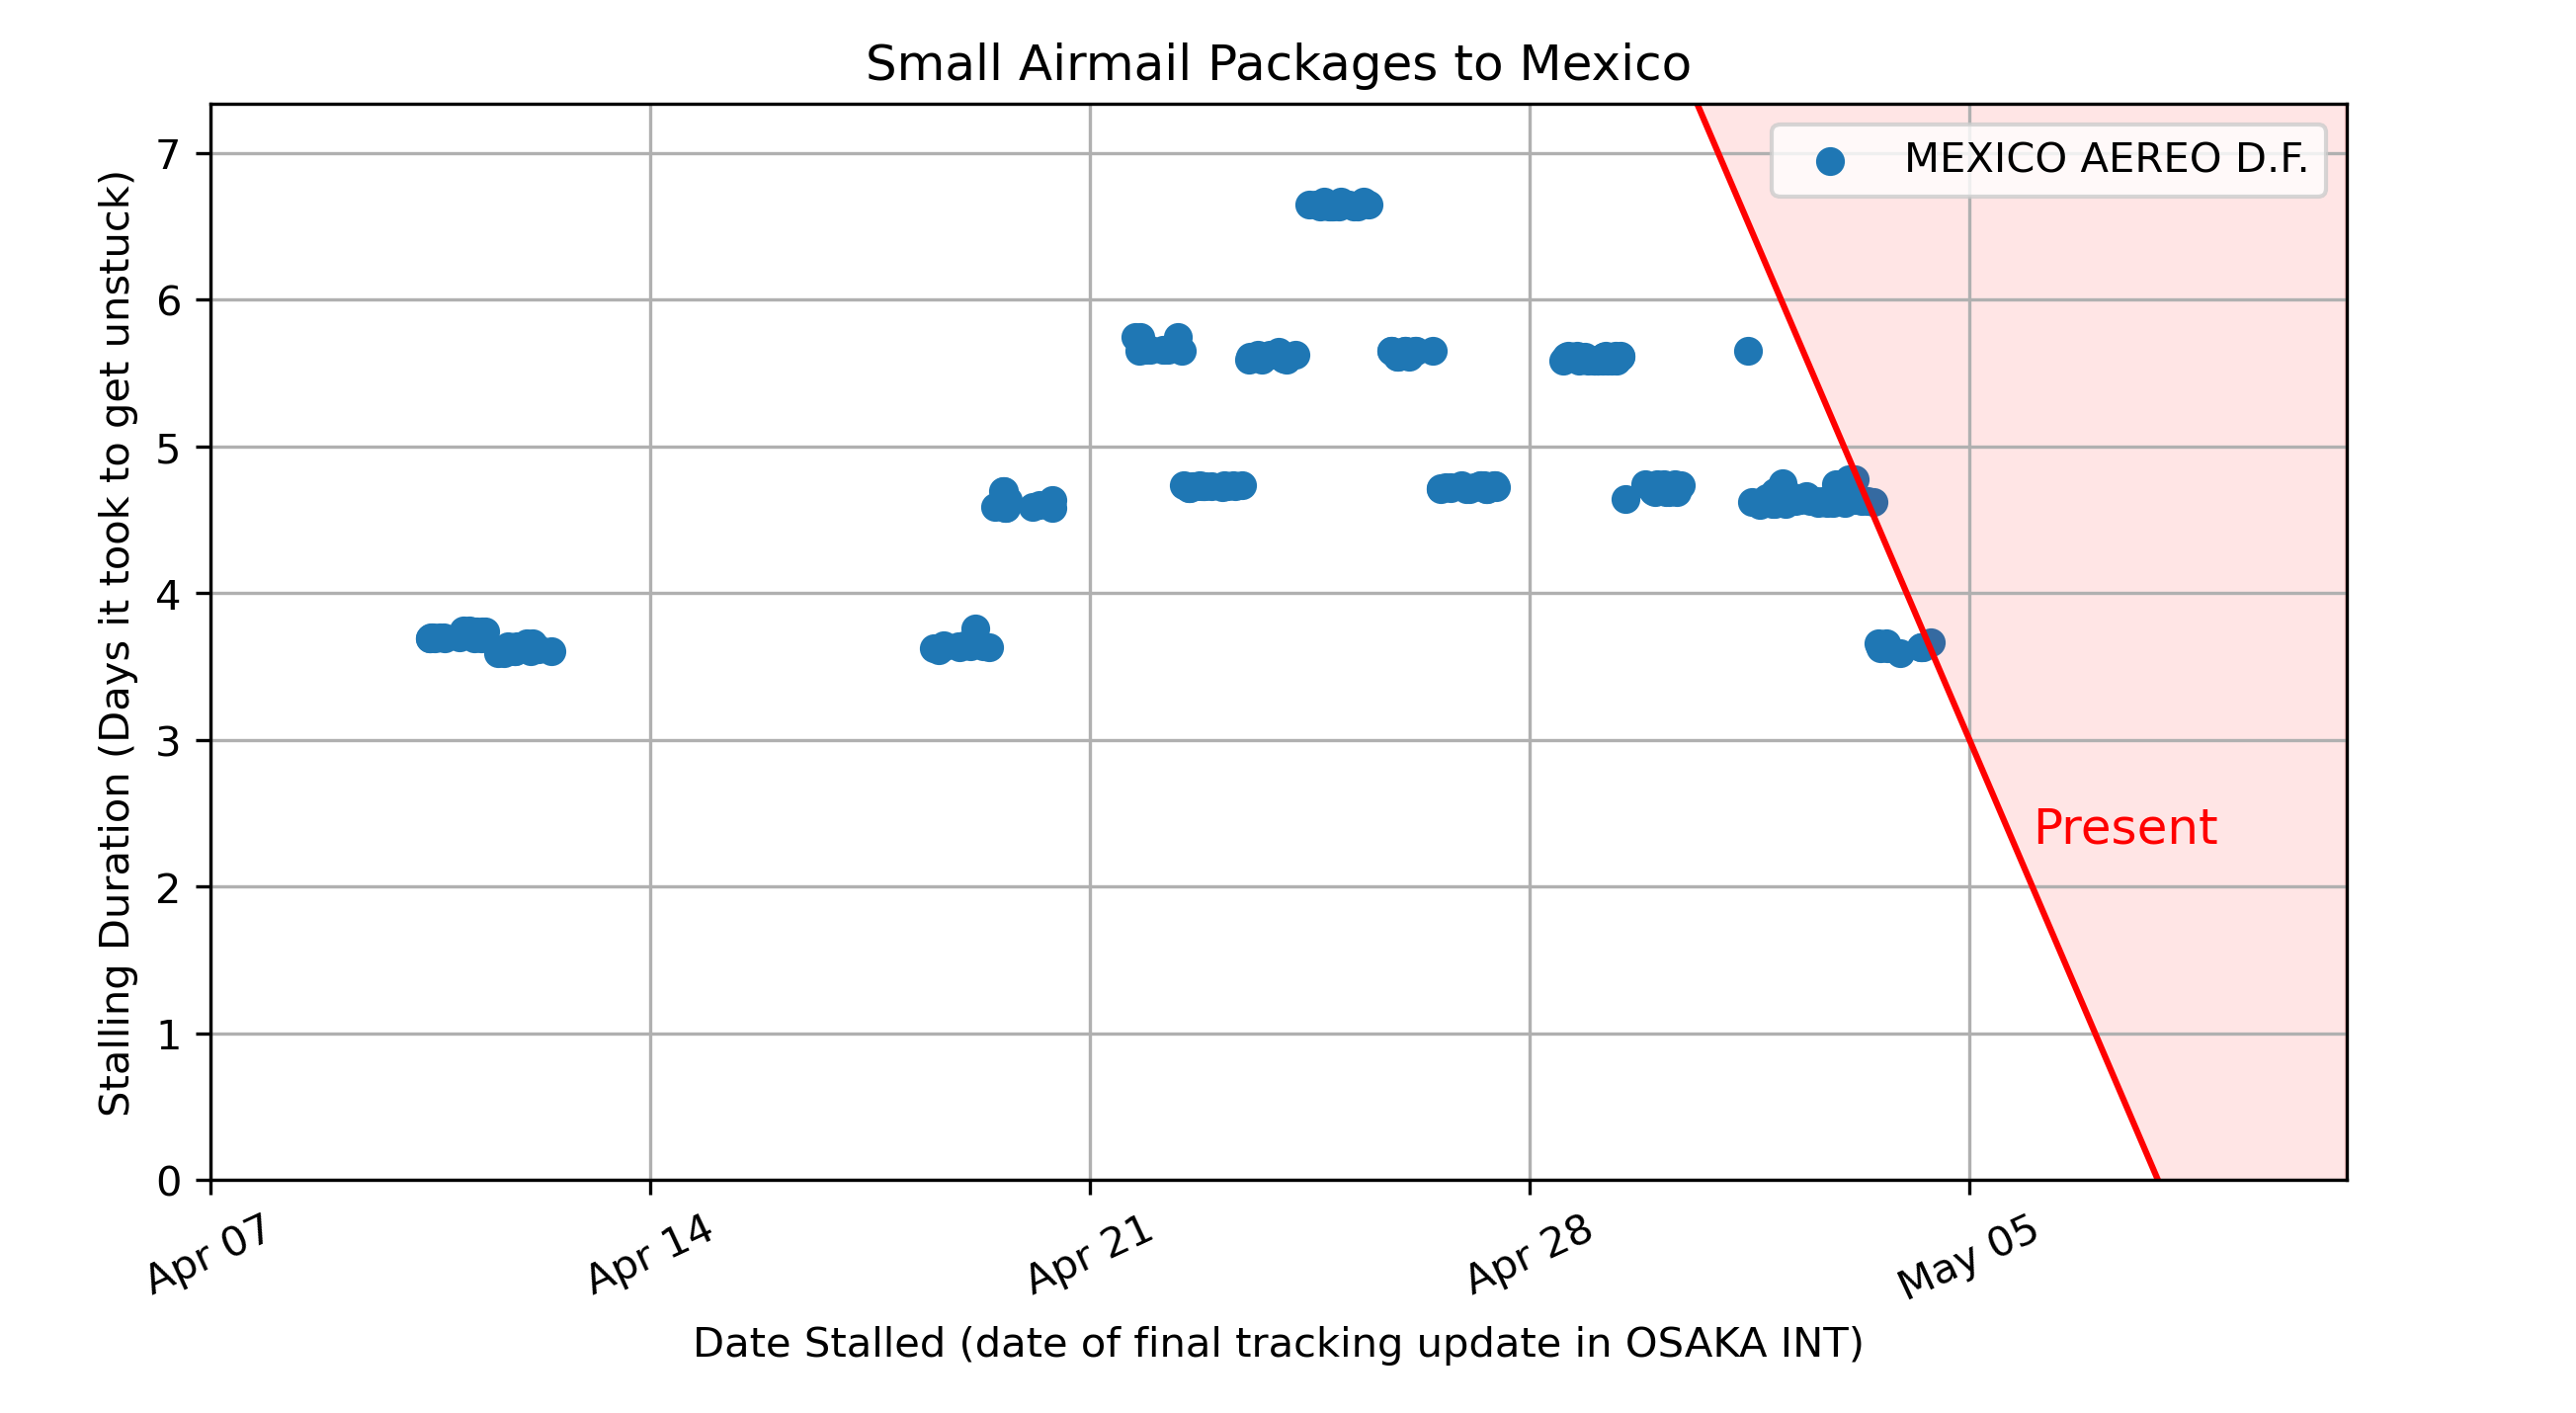 Small Airmail Packages to Mexico
MEXICO AEREO D.F.
Stalling Duration (Days it took to get unstuck)
7
6
5
4
3
2
1
0
Present
Apr 07
Apr 14
Apr 21
Apr 28
May 05
Date Stalled (date of final tracking update in OSAKA INT)